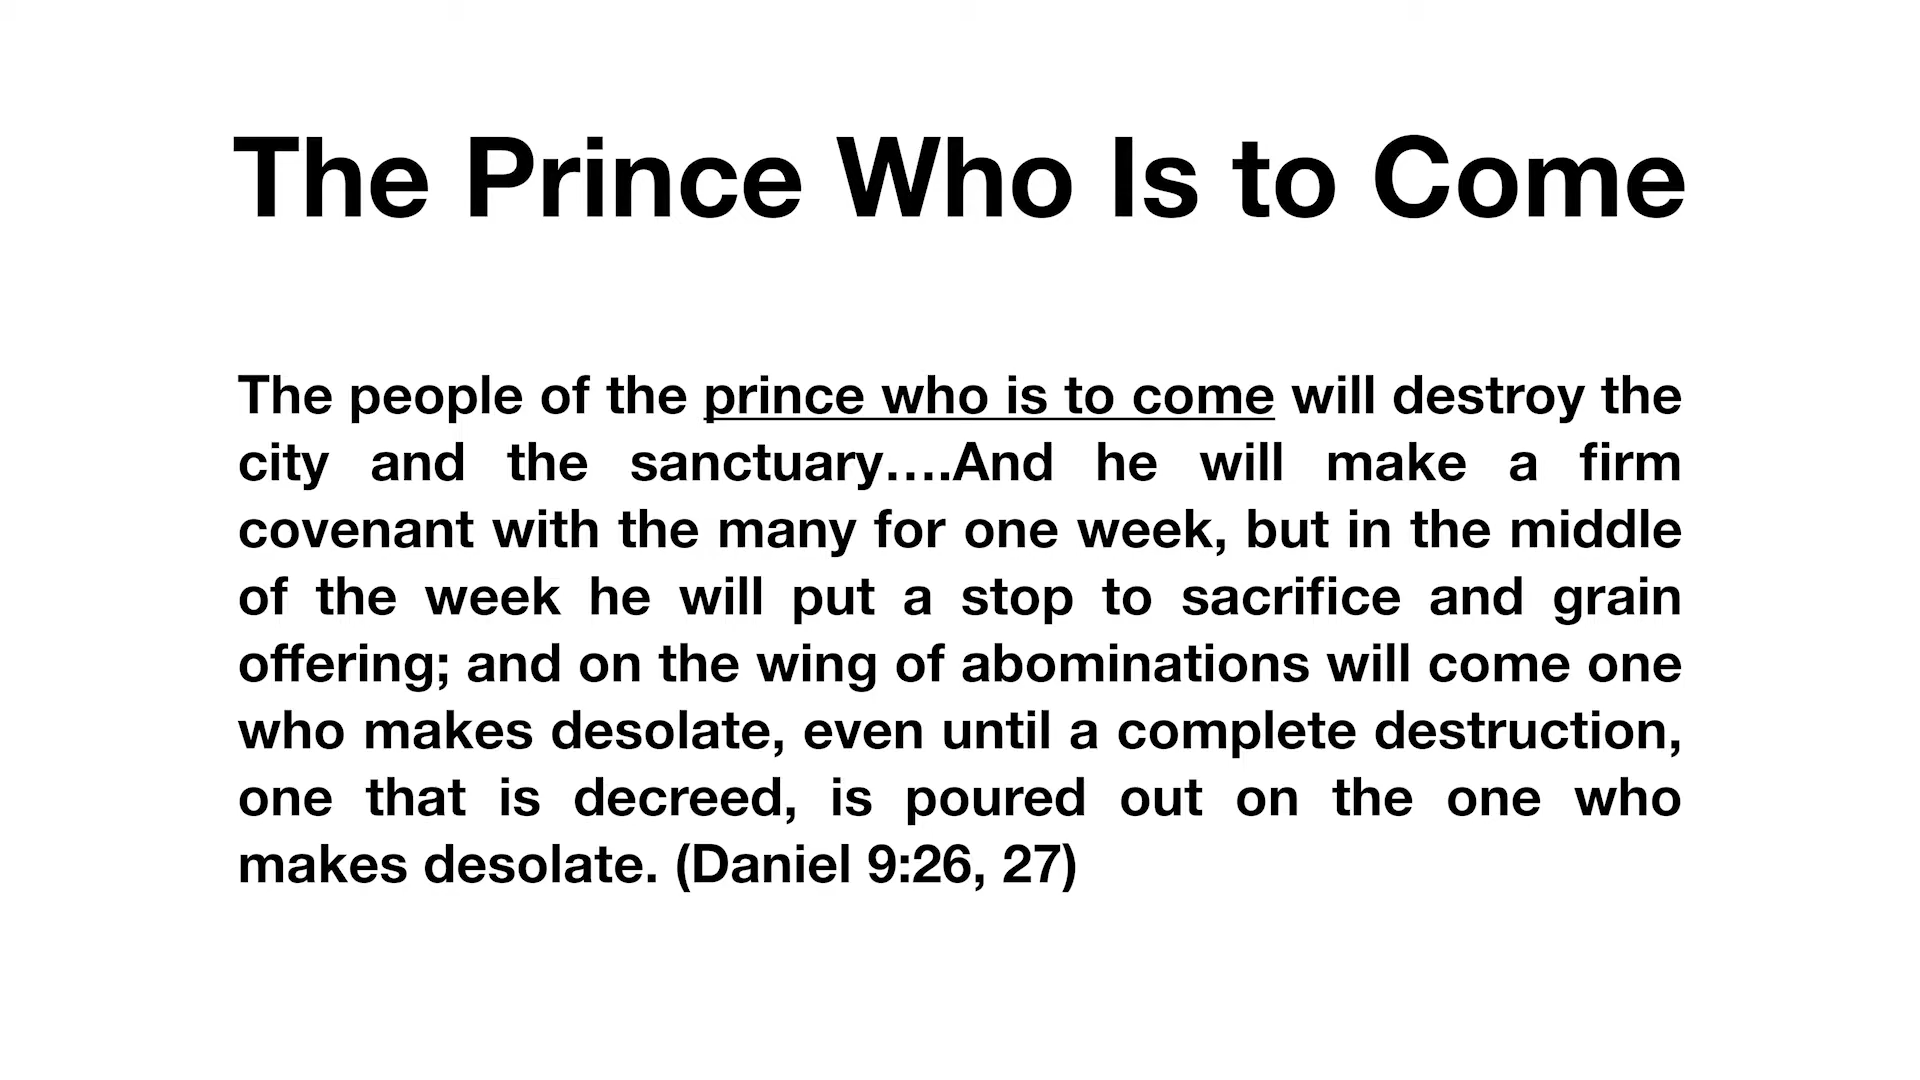 The Prince Who Is to Come
The people of the prince who is to come will destroy the
city and the sanctuary….And he will make a firm
covenant with the many for one week, but in the middle
of the week he will put a stop to sacrifice and grain
offering; and on the wing of abominations will come one
who makes desolate, even until a complete destruction,
one that is decreed, is poured out on the one who
makes desolate. (Daniel 9:26, 27)